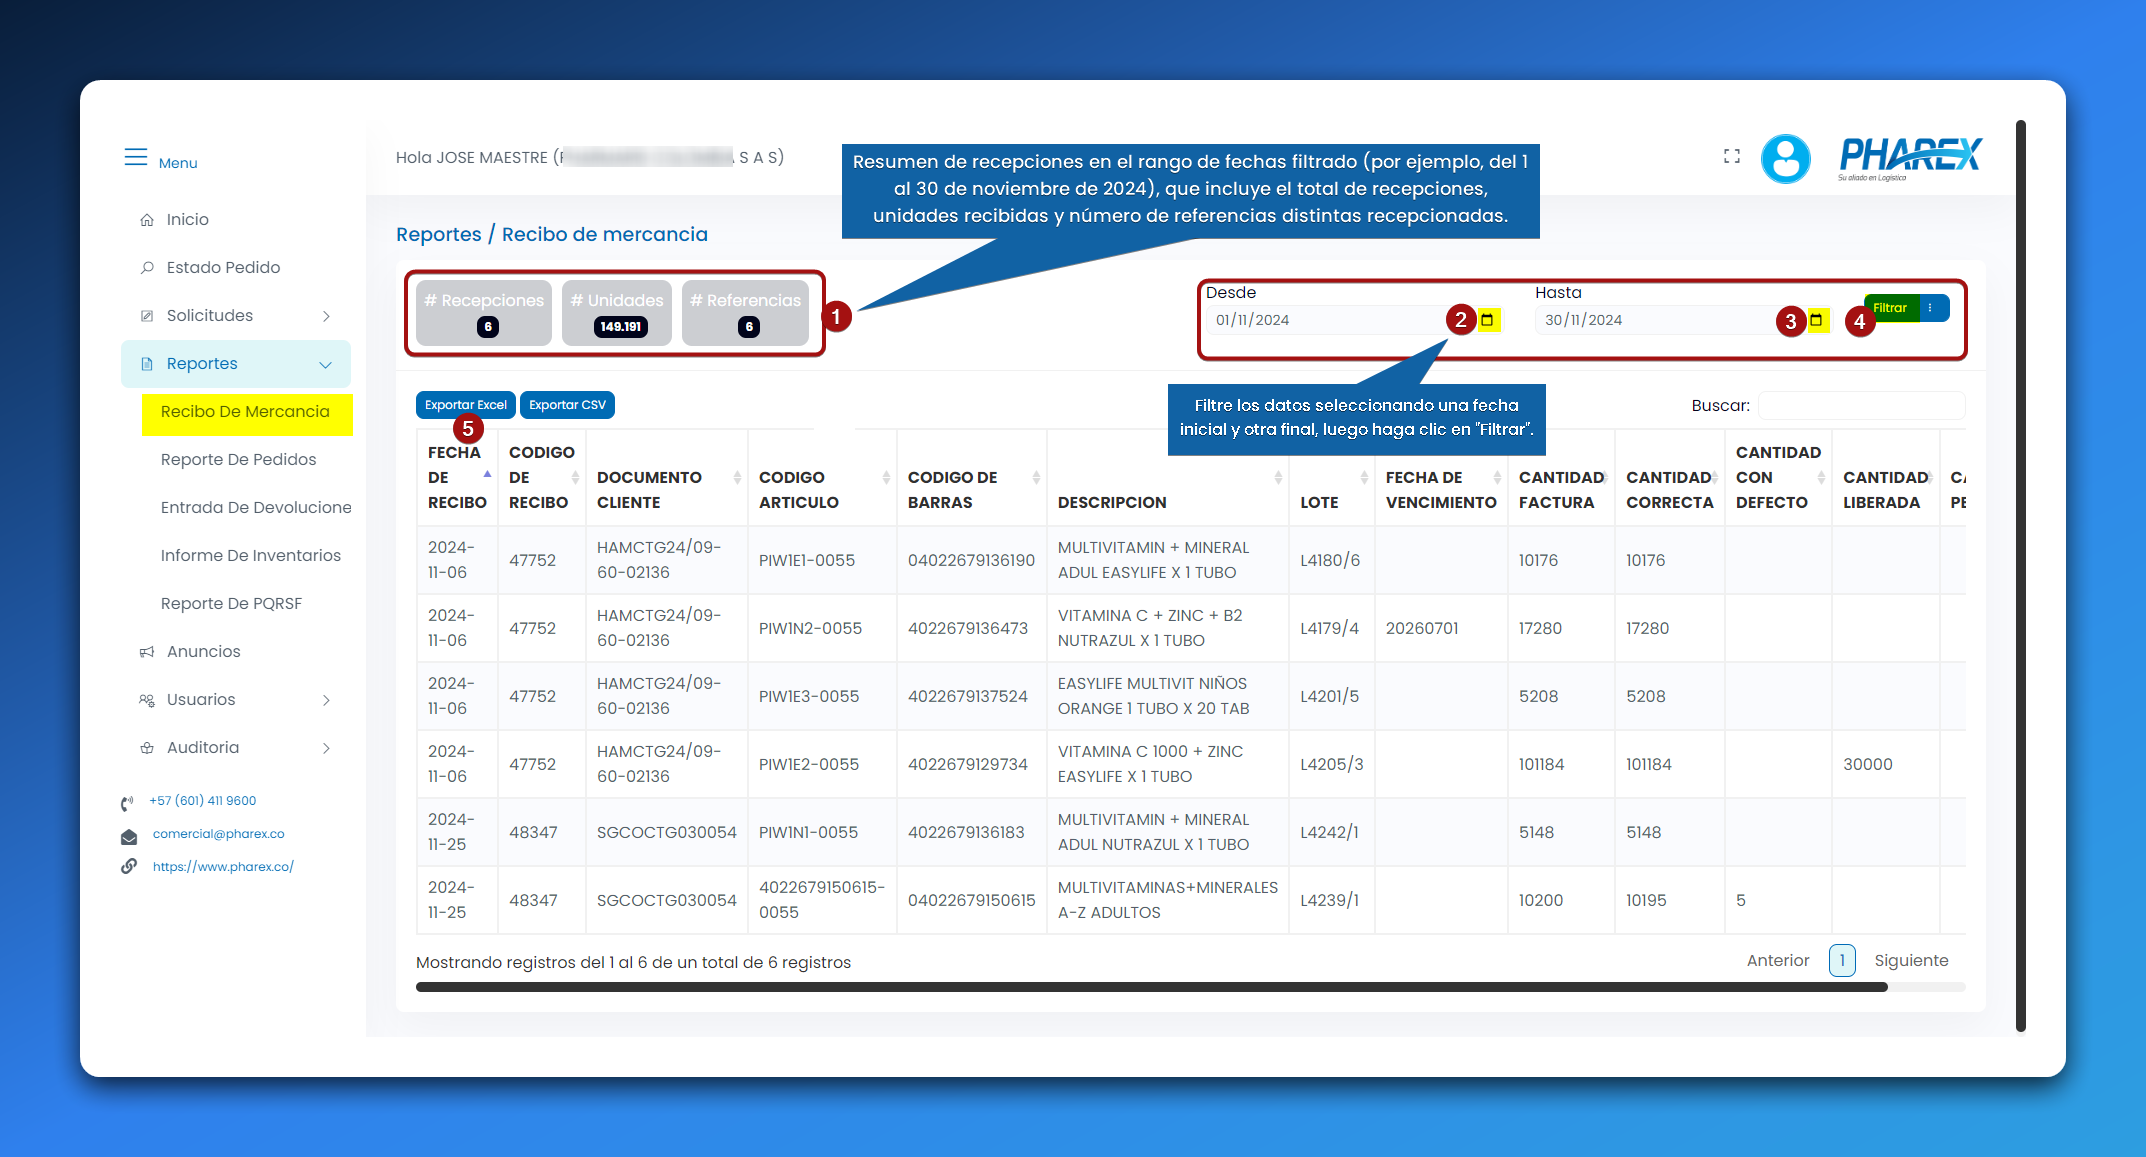 Menu
Hola JOSE MAESTRE ( S A S)
PHAREX
Su aliado en Logística
Resumen de recepciones en el rango de fechas filtrado (por ejemplo, del 1
al 30 de noviembre de 2024), que incluye el total de recepciones,
unidades recibidas y número de referencias distintas recepcionadas.
Inicio
Estado Pedido
Solicitudes
Reportes
Recibo De Mercancia
Reporte De Pedidos
Entrada De Devolucione
Informe De Inventarios
Reporte De PQRSF
Anuncios
Usuarios
Auditoria
+57 (601) 411 9600
comercial@pharex.co
https://www.pharex.co/
Reportes / Recibo de mercancia
# Recepciones # Unidades # Referencias
6 149.191 6
1
Desde Hasta
01/11/2024 2 30/11/2024 3 4 Filtrar
Filtre los datos seleccionando una fecha
inicial y otra final, luego haga clic en "Filtrar".
Exportar Excel Exportar CSV
5
Buscar:
FECHA DE RECIBO CODIGO DE RECIBO DOCUMENTO CLIENTE CODIGO ARTICULO CODIGO DE BARRAS DESCRIPCION LOTE FECHA DE VENCIMIENTO CANTIDAD FACTURA CANTIDAD CORRECTA CANTIDAD CON DEFECTO CANTIDAD LIBERADA
2024-11-06 47752 HAMCTG24/09-60-02136 PIW1E1-0055 04022679136190 MULTIVITAMIN + MINERAL ADUL EASYLIFE X 1 TUBO L4180/6 10176 10176
2024-11-06 47752 HAMCTG24/09-60-02136 PIW1N2-0055 4022679136473 VITAMINA C + ZINC + B2 NUTRAZUL X 1 TUBO L4179/4 20260701 17280 17280
2024-11-06 47752 HAMCTG24/09-60-02136 PIW1E3-0055 4022679137524 EASYLIFE MULTIVIT NIÑOS ORANGE 1 TUBO X 20 TAB L4201/5 5208 5208
2024-11-06 47752 HAMCTG24/09-60-02136 PIW1E2-0055 4022679129734 VITAMINA C 1000 + ZINC EASYLIFE X 1 TUBO L4205/3 101184 101184 30000
2024-11-25 48347 SGCOCTG030054 PIW1N1-0055 4022679136183 MULTIVITAMIN + MINERAL ADUL NUTRAZUL X 1 TUBO L4242/1 5148 5148
2024-11-25 48347 SGCOCTG030054 4022679150615-0055 04022679150615 MULTIVITAMINAS+MINERALES A-Z ADULTOS L4239/1 10200 10195 5
Mostrando registros del 1 al 6 de un total de 6 registros
Anterior 1 Siguiente